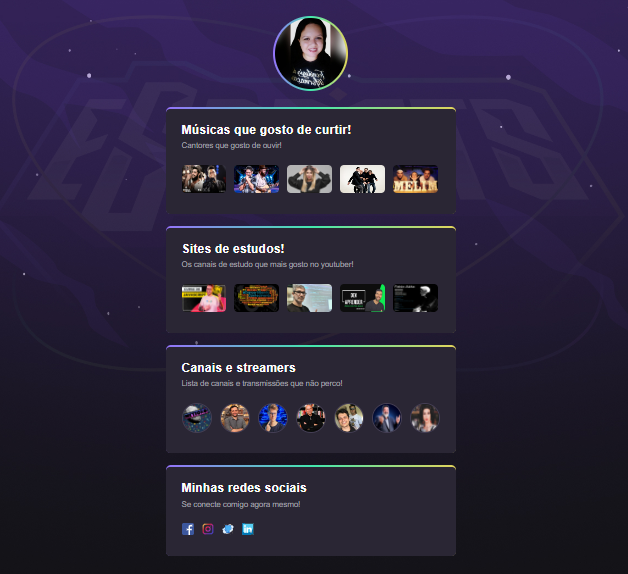 Músicas que gosto de curtir!
Cantores que gosto de ouvir!
MELIM
Sites de estudos!
Os canais de estudo que mais gosto no youtuber!
DEV
APRENDER
Canais e streamers
Lista de canais e transmissões que não perco!
Minhas redes sociais
Se conecte comigo agora mesmo!